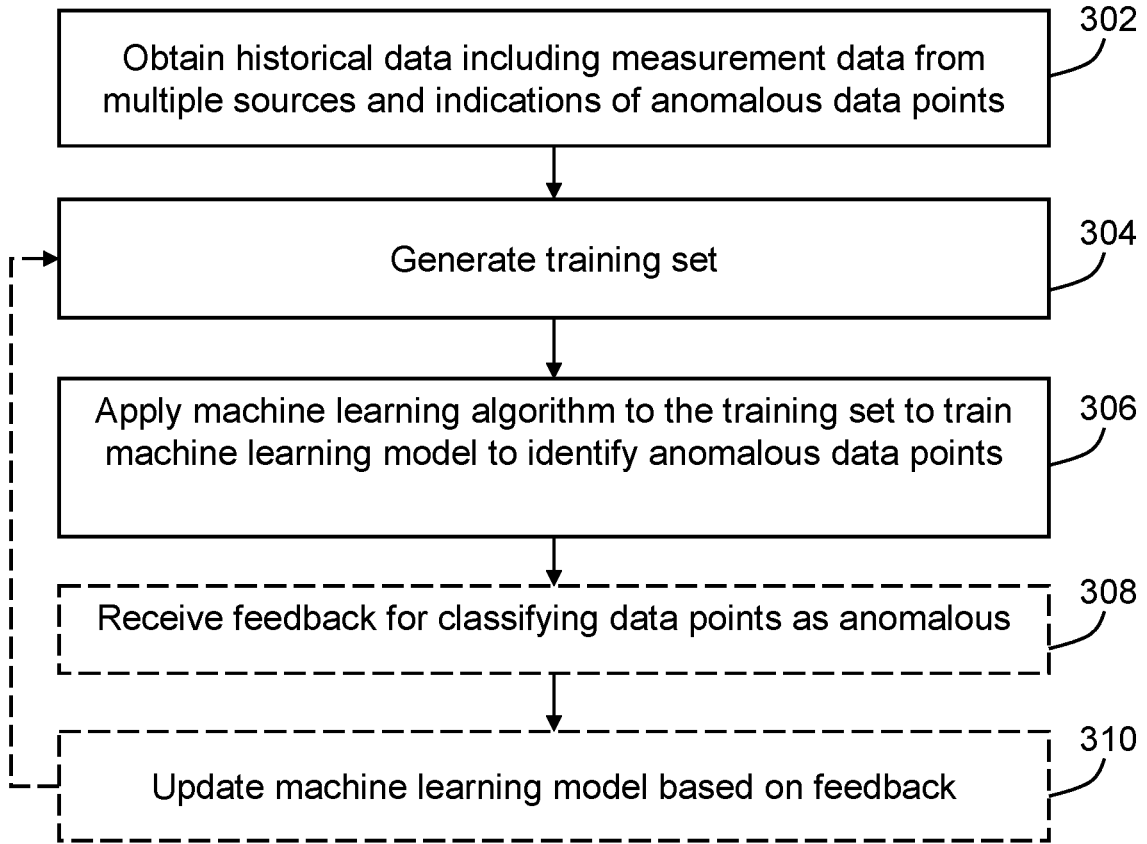 302
Obtain historical data including measurement data from
multiple sources and indications of anomalous data points
304
Generate training set
306
Apply machine learning algorithm to the training set to train
machine learning model to identify anomalous data points
308
Receive feedback for classifying data points as anomalous
310
Update machine learning model based on feedback